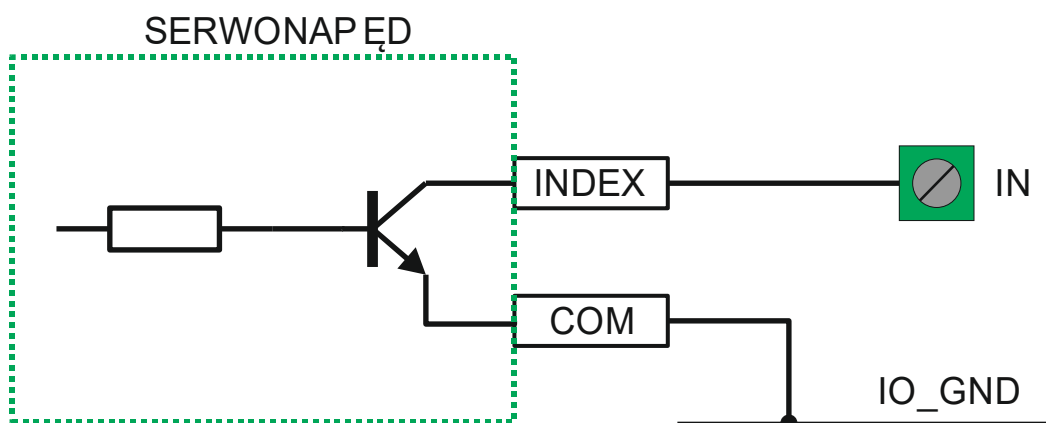 SERWONAPĘD
INDEX
IN
COM
IO_GND